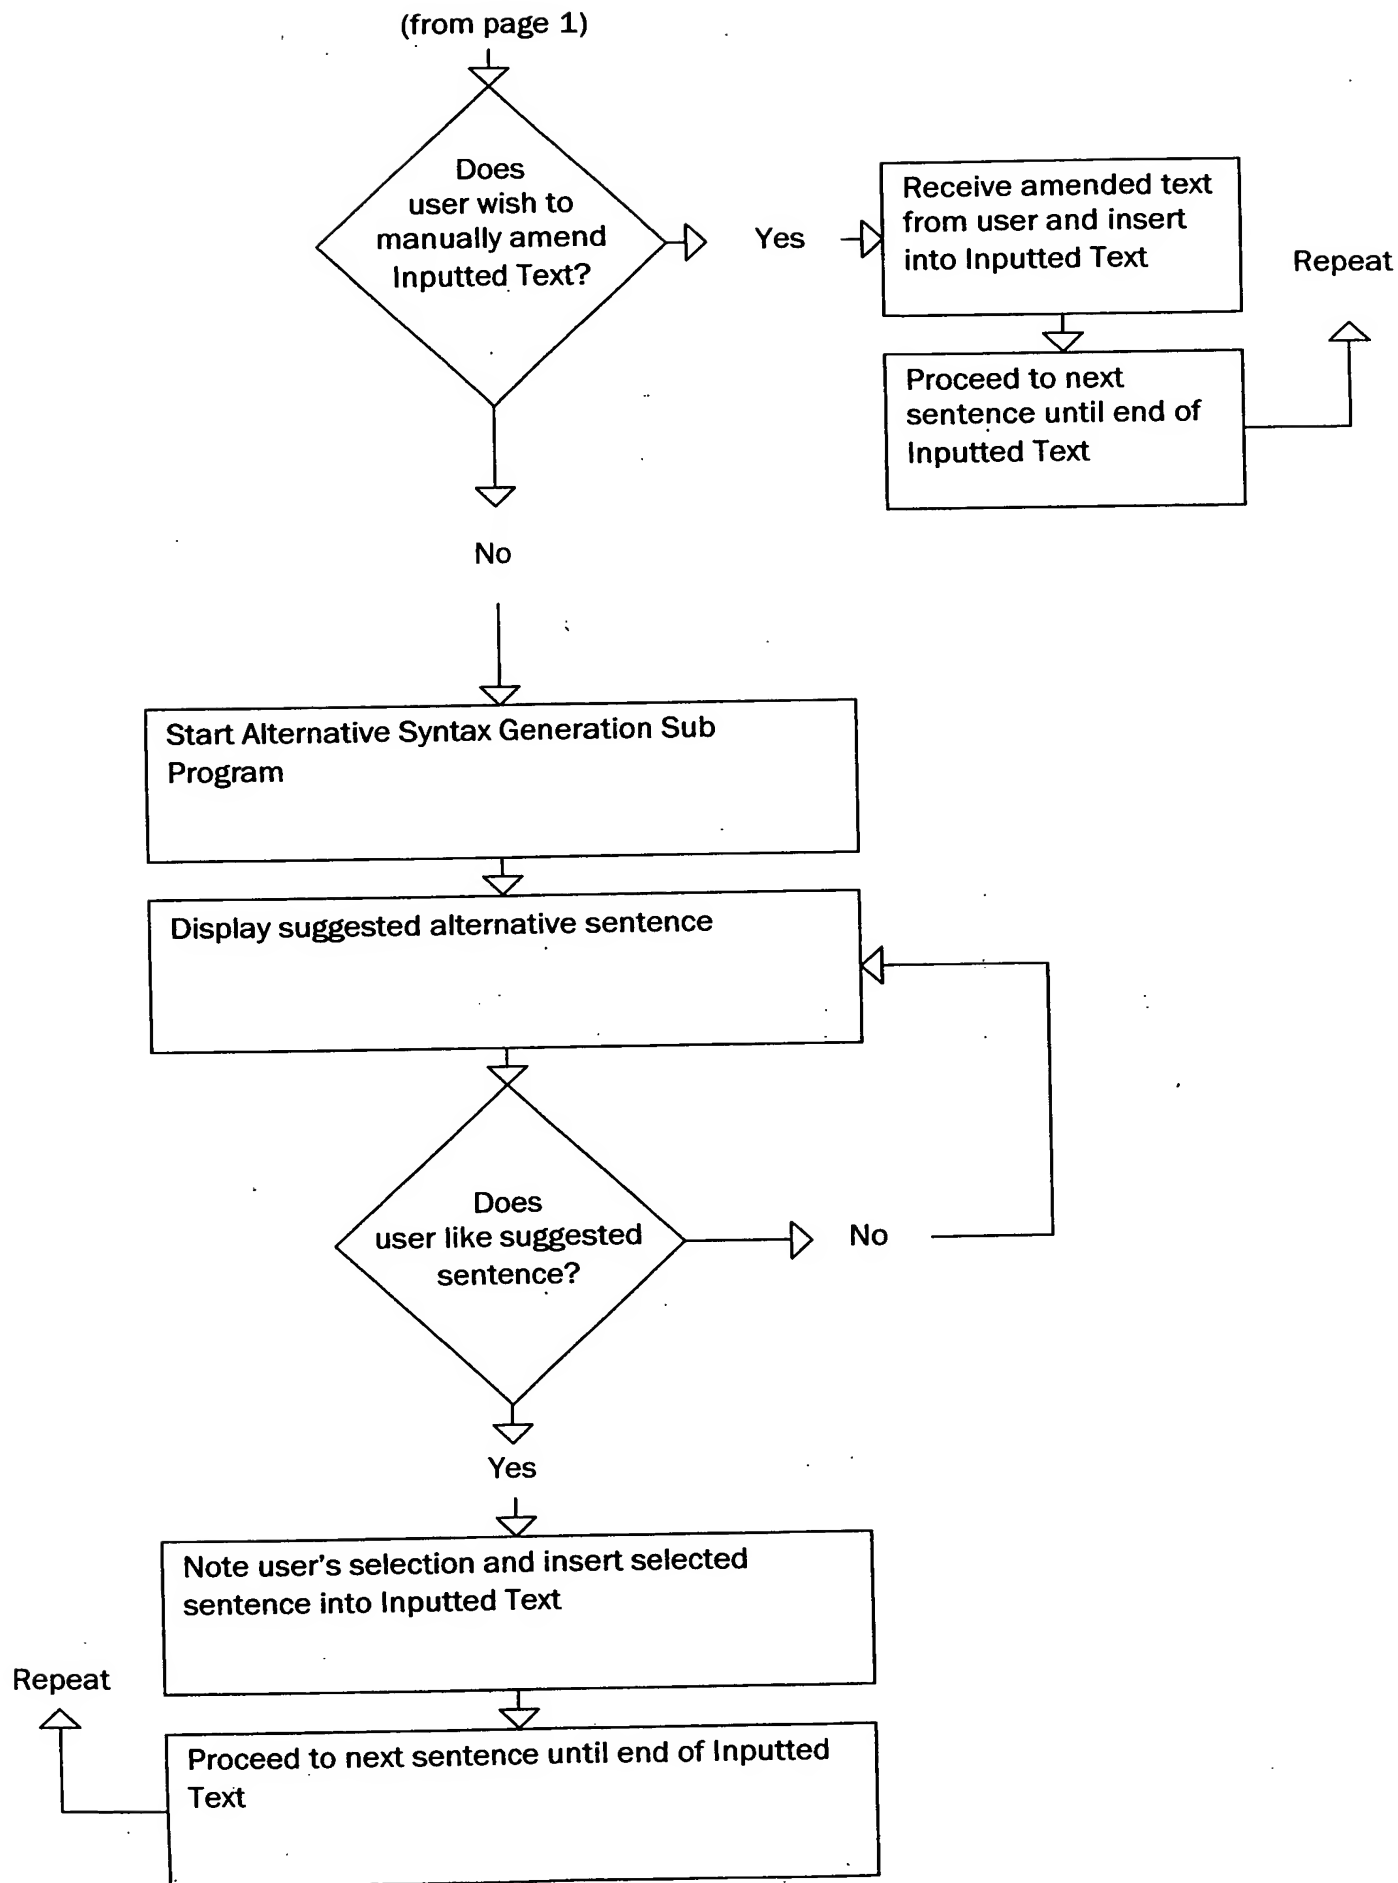 (from page 1)
Does
user wish to
manually amend
Inputted Text?
Yes
Receive amended text
from user and insert
into Inputted Text
Repeat
Proceed to next
sentence until end of
Inputted Text
No
Start Alternative Syntax Generation Sub
Program
Display suggested alternative sentence
Does
user like suggested
sentence?
No
Yes
Note user's selection and insert selected
sentence into Inputted Text
Repeat
Proceed to next sentence until end of Inputted
Text